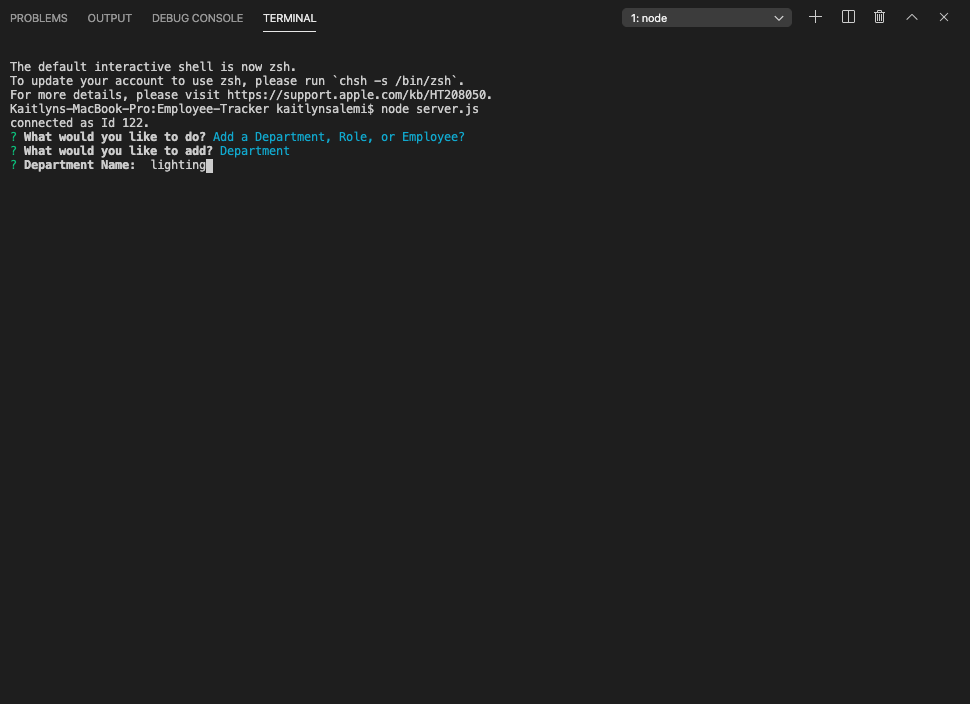 PROBLEMS OUTPUT DEBUG CONSOLE TERMINAL 1: node
The default interactive shell is now zsh.
To update your account to use zsh, please run `chsh -s /bin/zsh`.
For more details, please visit https://support.apple.com/kb/HT208050.
Kaitlyns-MacBook-Pro:Employee-Tracker kaitlynsalemi$ node server.js
connected as Id 122.
? What would you like to do? Add a Department, Role, or Employee?
? What would you like to add? Department
? Department Name:  lighting